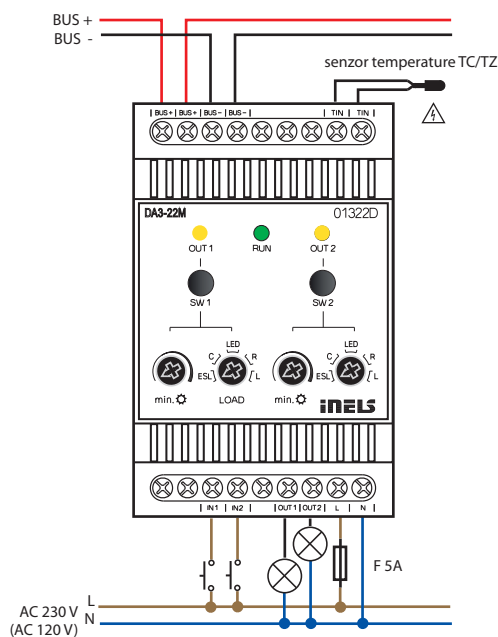 BUS +
BUS -
senzor temperature TC/TZ
BUS+ BUS+ BUS- BUS- TIN TIN
DA3-22M 01322D
OUT 1 RUN OUT 2
SW 1 SW 2
LED LED
C R C R
ESL L ESL L
min. LOAD min.
iNELS
IN1 IN2 OUT1 OUT2 L N
F 5A
L
AC 230 V N
(AC 120 V)